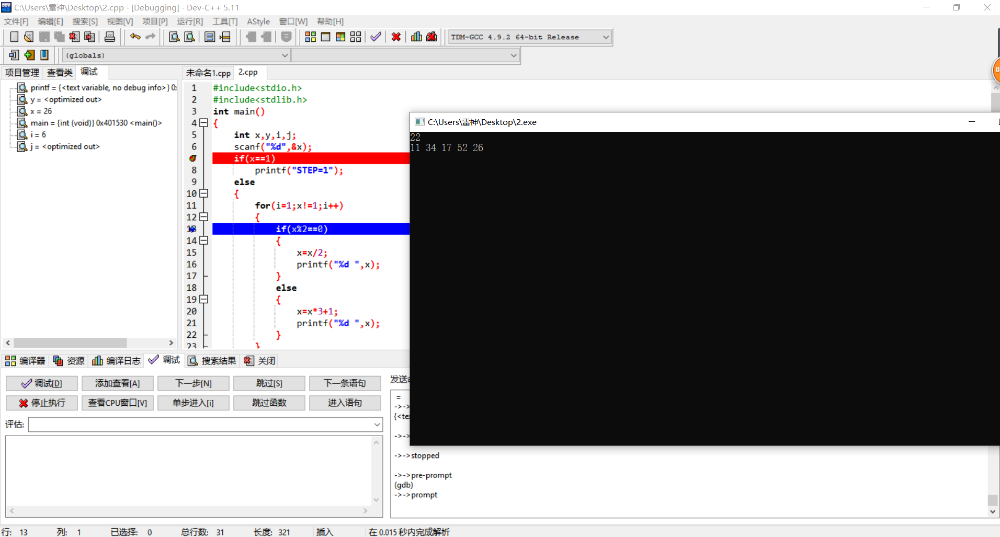 C:\Users\雷神\Desktop\2.cpp - [Debugging] - Dev-C++ 5.11
文件[F] 编辑[E] 搜索[S] 视图[V] 项目[P] 运行[R] 工具[T] AStyle 窗口[W] 帮助[H]
TDM-GCC 4.9.2 64-bit Release
(globals)
项目管理 查看类 调试
printf = {<text variable, no debug info>} 0
y = <optimized out>
x = 26
main = {int (void)} 0x401530 <main()>
i = 6
j = <optimized out>
未命名1.cpp 2.cpp
1 #include<stdio.h>
2 #include<stdlib.h>
3 int main()
4 {
5 int x,y,i,j;
6 scanf("%d",&x);
if(x==1)
8 printf("STEP=1");
9 else
10 {
11 for(i=1;x!=1;i++)
12 {
13 if(x%2==0)
14 {
15 x=x/2;
16 printf("%d ",x);
17 }
18 else
19 {
20 x=x*3+1;
21 printf("%d ",x);
22 }
23 }
C:\Users\雷神\Desktop\2.exe
22
11 34 17 52 26
8
编译器 资源 编译日志 调试 搜索结果 关闭
调试[D] 添加查看[A] 下一步[N] 跳过[S] 下一条语句
停止执行 查看CPU窗口[V] 单步进入[i] 跳过函数 进入语句
评估:
发送
=
->->
{<te
->->
->->stopped
->->pre-prompt
(gdb)
->->prompt
行: 13 列: 1 已选择: 0 总行数: 31 长度: 321 插入 在 0.015 秒内完成解析